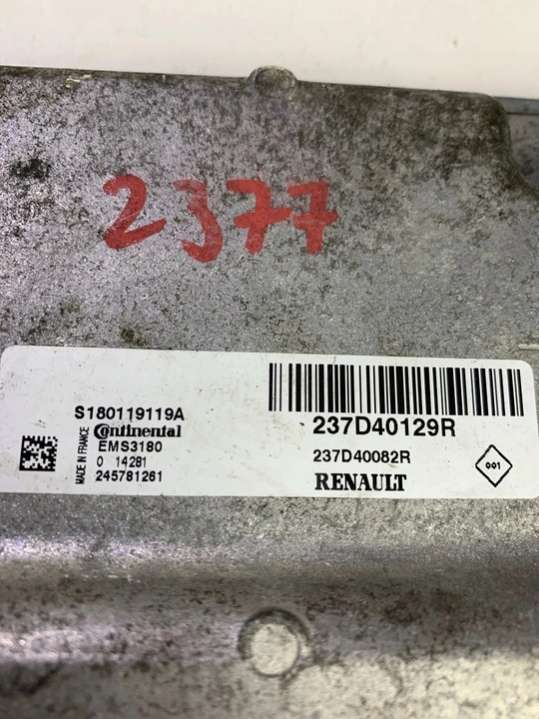 2377
S180119119A
MADE IN FRANCE
Continental
EMS3180
0 14281
245781261
237D40129R
237D40082R
RENAULT
001